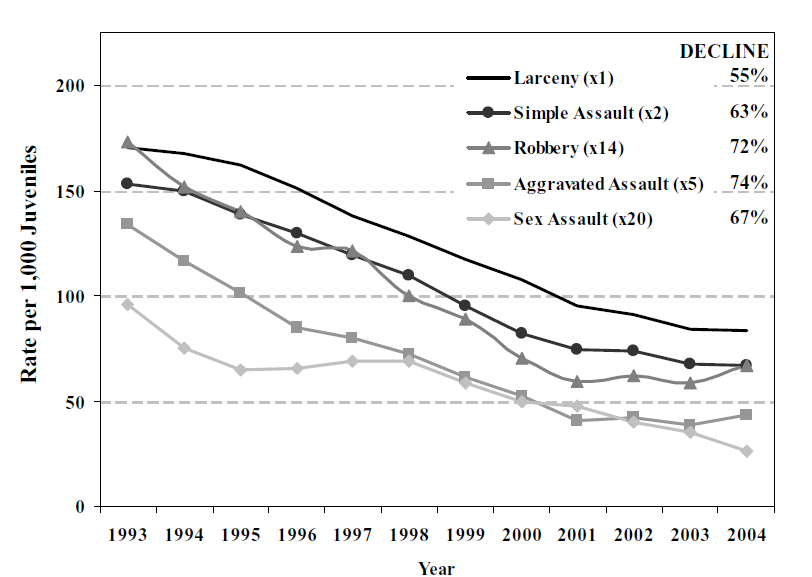 DECLINE
Larceny (x1) 55%
Simple Assault (x2) 63%
Robbery (x14) 72%
Aggravated Assault (x5) 74%
Sex Assault (x20) 67%
Rate per 1,000 Juveniles
200
150
100
50
0
1993 1994 1995 1996 1997 1998 1999 2000 2001 2002 2003 2004
Year